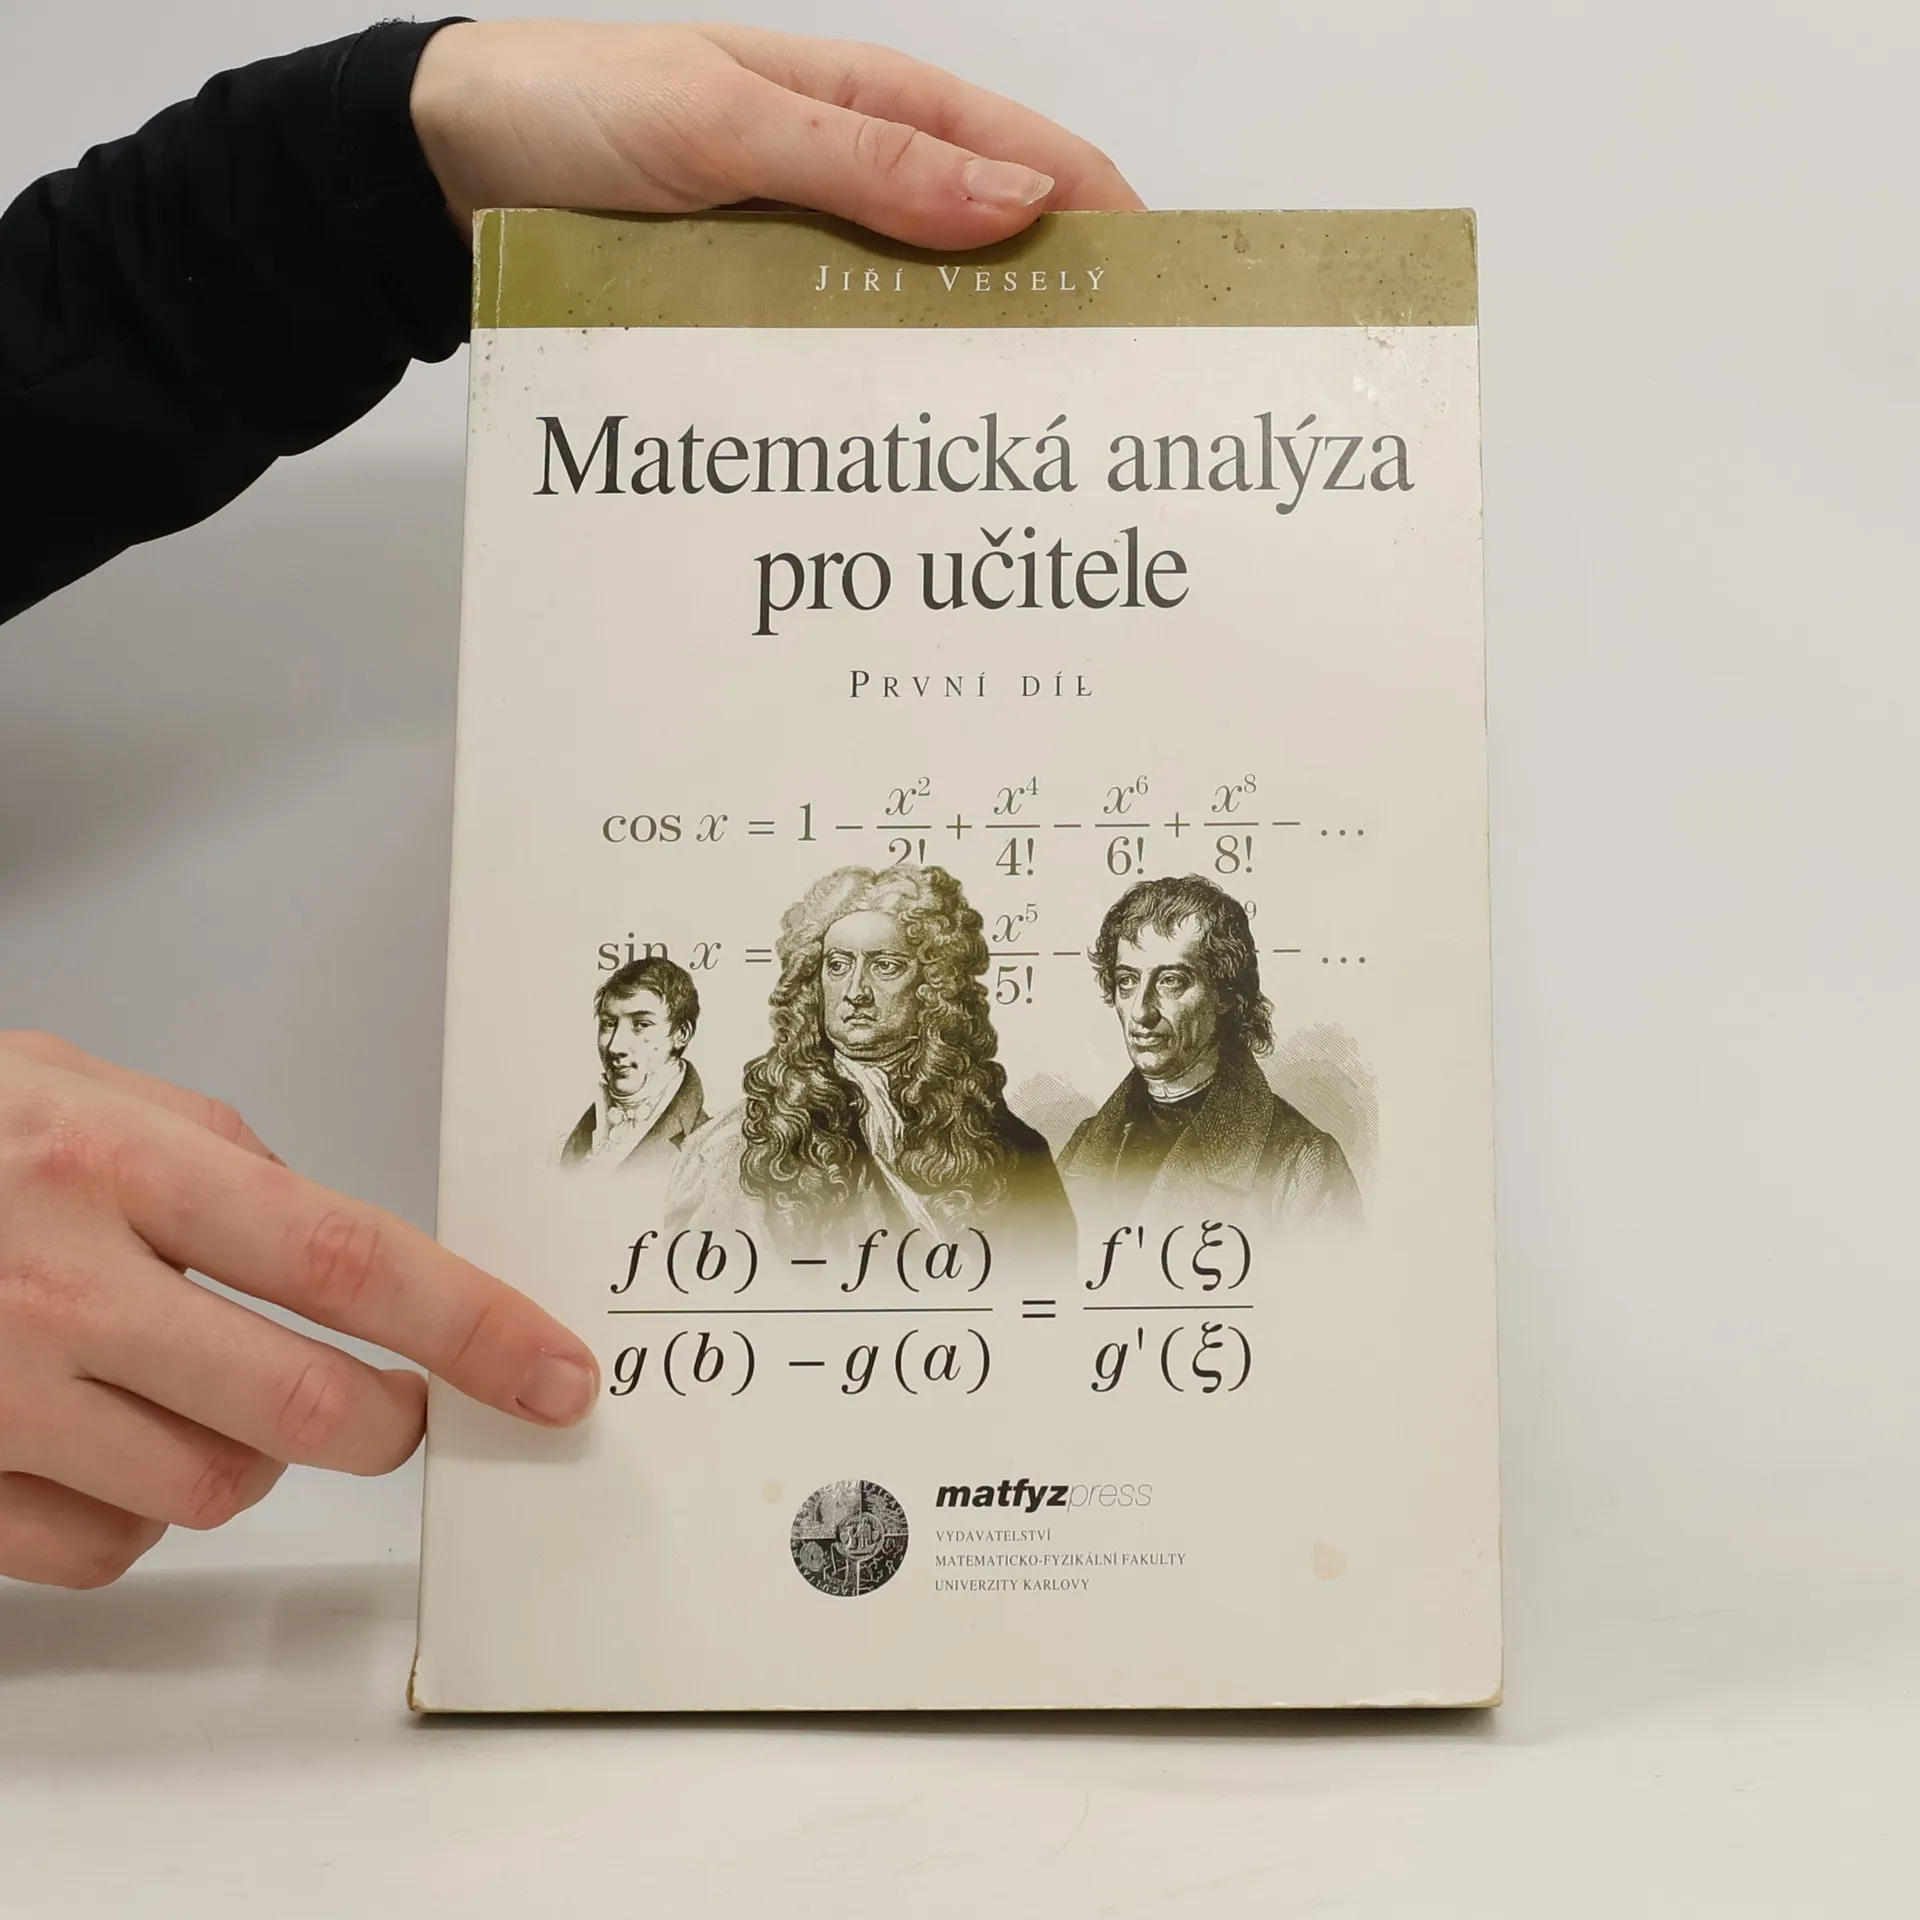 JIŘÍ VESELÝ
Matematická analýza
pro učitele
PRVNÍ DÍL
cos x = 1 − x²/2! + x⁴/4! − x⁶/6! + x⁸/8! − ...
sin x = x⁵/5! − ⁹ − ...
f(b) − f(a) / g(b) − g(a) = f'(ξ) / g'(ξ)
matfyzpress
VYDAVATELSTVÍ
MATEMATICKO-FYZIKÁLNÍ FAKULTY
UNIVERZITY KARLOVY